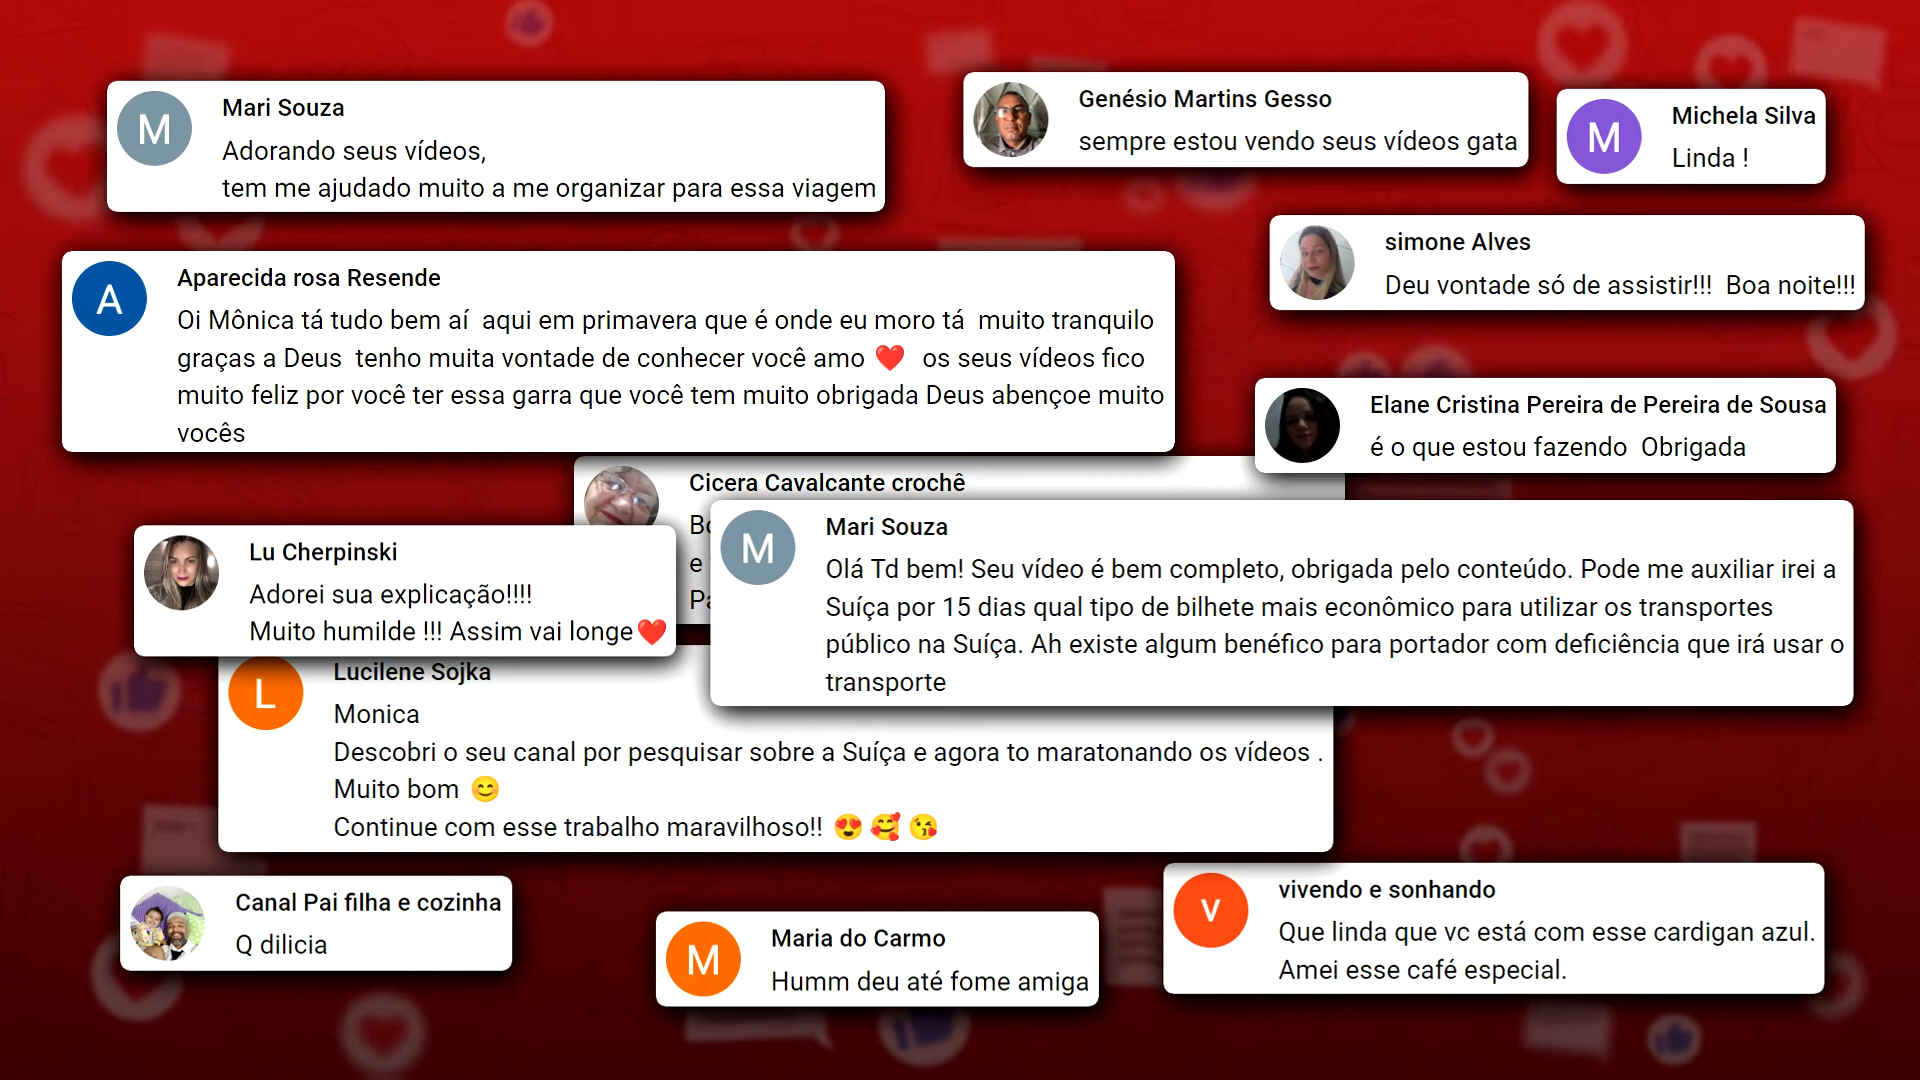 Mari Souza
Adorando seus vídeos,
tem me ajudado muito a me organizar para essa viagem
Genésio Martins Gesso
sempre estou vendo seus vídeos gata
Michela Silva
Linda !
simone Alves
Deu vontade só de assistir!!! Boa noite!!!
Aparecida rosa Resende
Oi Mônica tá tudo bem aí aqui em primavera que é onde eu moro tá muito tranquilo
graças a Deus tenho muita vontade de conhecer você amo ❤️ os seus vídeos fico
muito feliz por você ter essa garra que você tem muito obrigada Deus abençoe muito
vocês
Elane Cristina Pereira de Pereira de Sousa
é o que estou fazendo Obrigada
Cicera Cavalcante crochê
e
Mari Souza
Olá Td bem! Seu vídeo é bem completo, obrigada pelo conteúdo. Pode me auxiliar irei a
Suíça por 15 dias qual tipo de bilhete mais econômico para utilizar os transportes
público na Suíça. Ah existe algum benéfico para portador com deficiência que irá usar o
transporte
Lu Cherpinski
Adorei sua explicação!!!!
Muito humilde !!! Assim vai longe❤️
Lucilene Sojka
Monica
Descobri o seu canal por pesquisar sobre a Suíça e agora to maratonando os vídeos .
Muito bom 😊
Continue com esse trabalho maravilhoso!! 😍🥰😘
Canal Pai filha e cozinha
Q dilicia
Maria do Carmo
Humm deu até fome amiga
vivendo e sonhando
Que linda que vc está com esse cardigan azul.
Amei esse café especial.